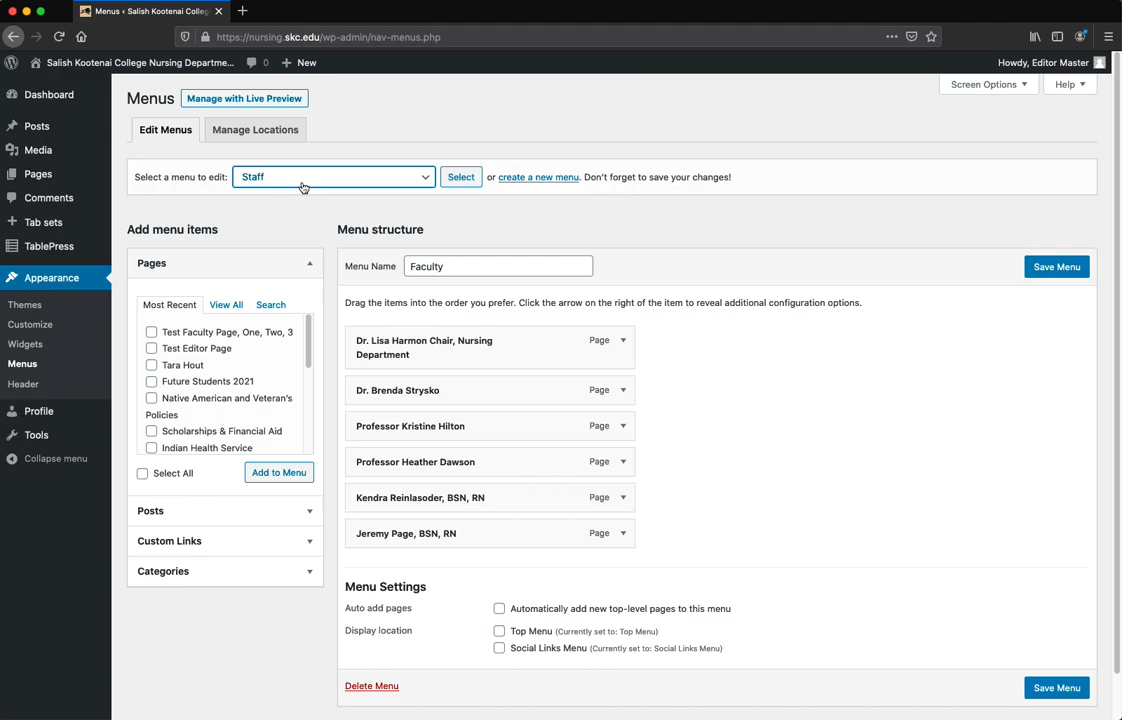 Menus ‹ Salish Kootenai Colleg
https://nursing.skc.edu/wp-admin/nav-menus.php
Salish Kootenai College Nursing Departme... 0 + New Howdy, Editor Master
Dashboard
Posts
Media
Pages
Comments
Tab sets
TablePress
Appearance
Themes
Customize
Widgets
Menus
Header
Profile
Tools
Collapse menu
Screen Options
Help
Menus Manage with Live Preview
Edit Menus Manage Locations
Select a menu to edit: Staff Select or create a new menu. Don't forget to save your changes!
Add menu items
Pages
Most Recent View All Search
Test Faculty Page, One, Two, 3
Test Editor Page
Tara Hout
Future Students 2021
Native American and Veteran's
Policies
Scholarships & Financial Aid
Indian Health Service
Select All Add to Menu
Posts
Custom Links
Categories
Menu structure
Menu Name Faculty Save Menu
Drag the items into the order you prefer. Click the arrow on the right of the item to reveal additional configuration options.
Dr. Lisa Harmon Chair, Nursing Page
Department
Dr. Brenda Strysko Page
Professor Kristine Hilton Page
Professor Heather Dawson Page
Kendra Reinlasoder, BSN, RN Page
Jeremy Page, BSN, RN Page
Menu Settings
Auto add pages Automatically add new top-level pages to this menu
Display location Top Menu (Currently set to: Top Menu)
Social Links Menu (Currently set to: Social Links Menu)
Delete Menu Save Menu